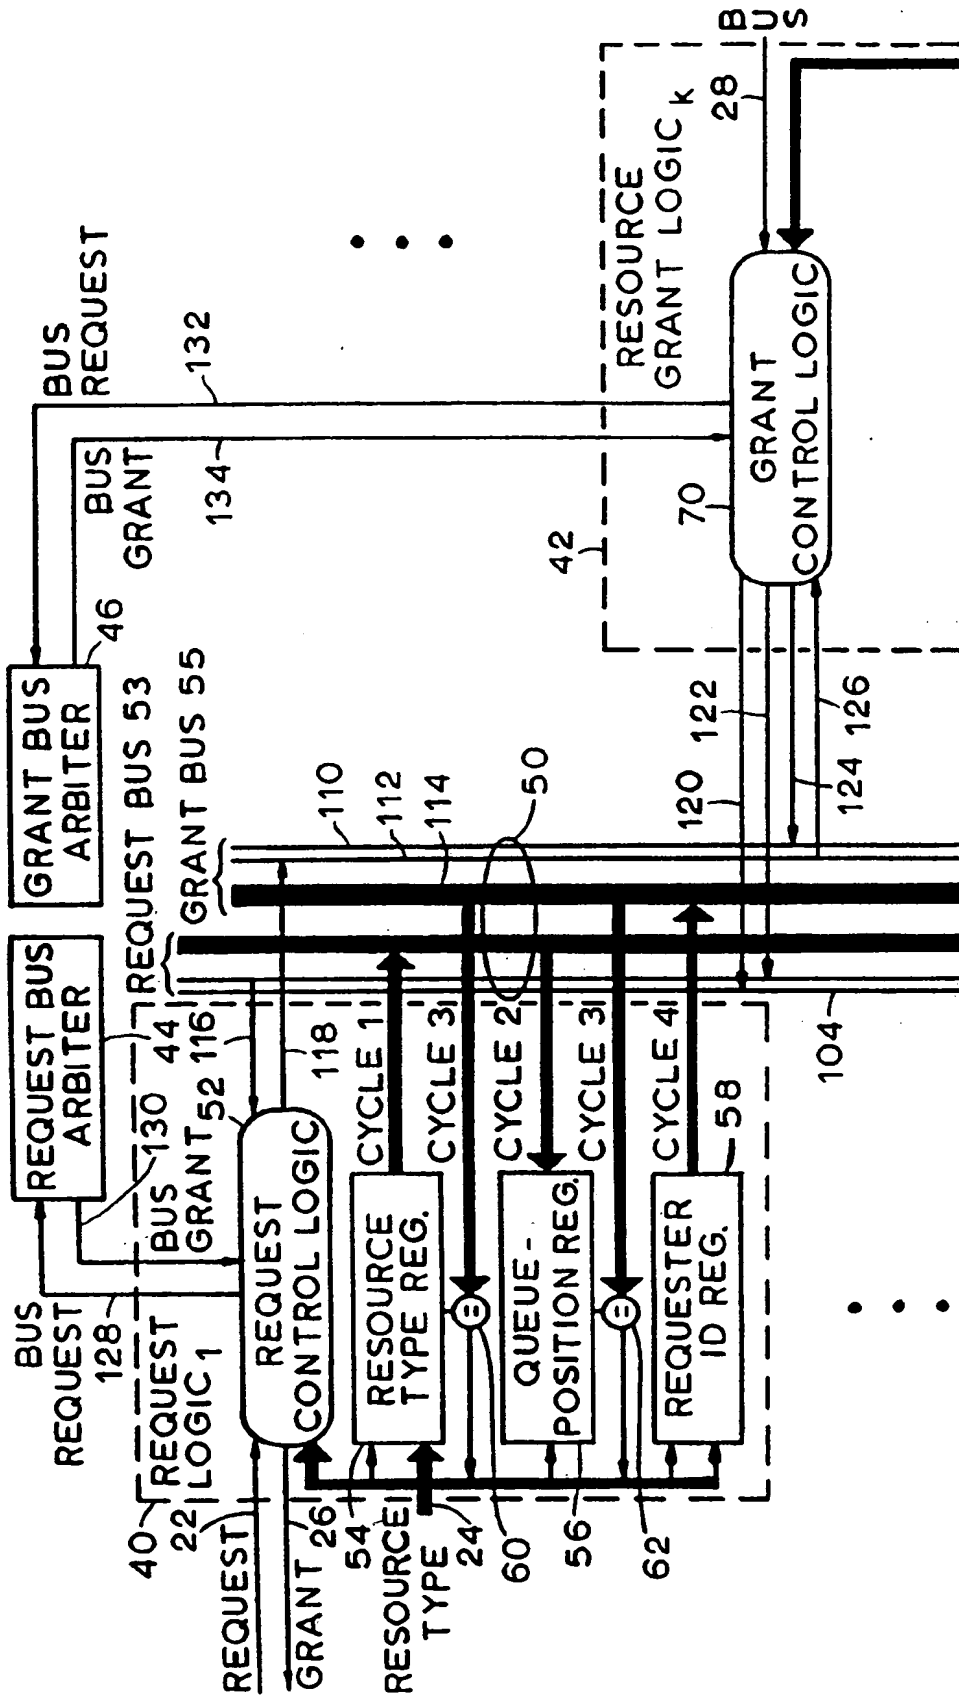 REQUEST BUS
ARBITER
44
GRANT BUS
ARBITER
46
BUS
REQUEST
128
130
BUS
GRANT
BUS
REQUEST
132
BUS
GRANT
134
REQUEST BUS 53
GRANT BUS 55
40
REQUEST
LOGIC 1
22
REQUEST
26
GRANT
52
REQUEST
CONTROL LOGIC
116
118
110
112
114
50
54
RESOURCE
TYPE
24
RESOURCE
TYPE REG.
CYCLE 1
CYCLE 3
60
56
QUEUE-
POSITION REG.
CYCLE 2
CYCLE 3
62
REQUESTER
ID REG.
58
CYCLE 4
104
120
122
124
126
42
RESOURCE
GRANT LOGIC k
70
GRANT
CONTROL LOGIC
28
BUS